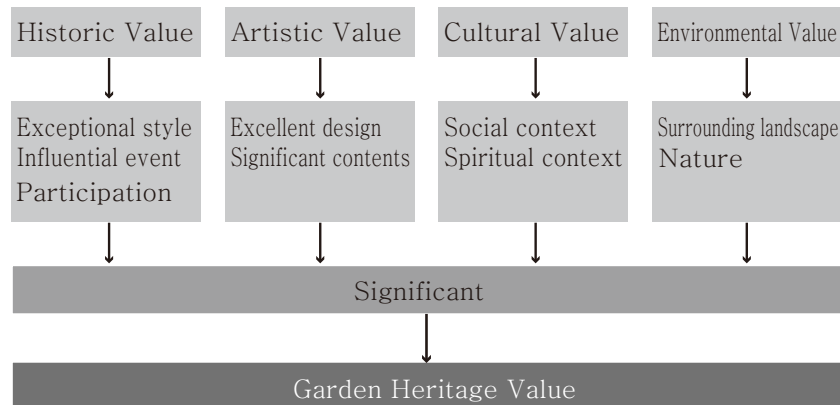 Historic Value
Artistic Value
Cultural Value
Environmental Value
Exceptional style
Influential event
Participation
Excellent design
Significant contents
Social context
Spiritual context
Surrounding landscape
Nature
Significant
Garden Heritage Value